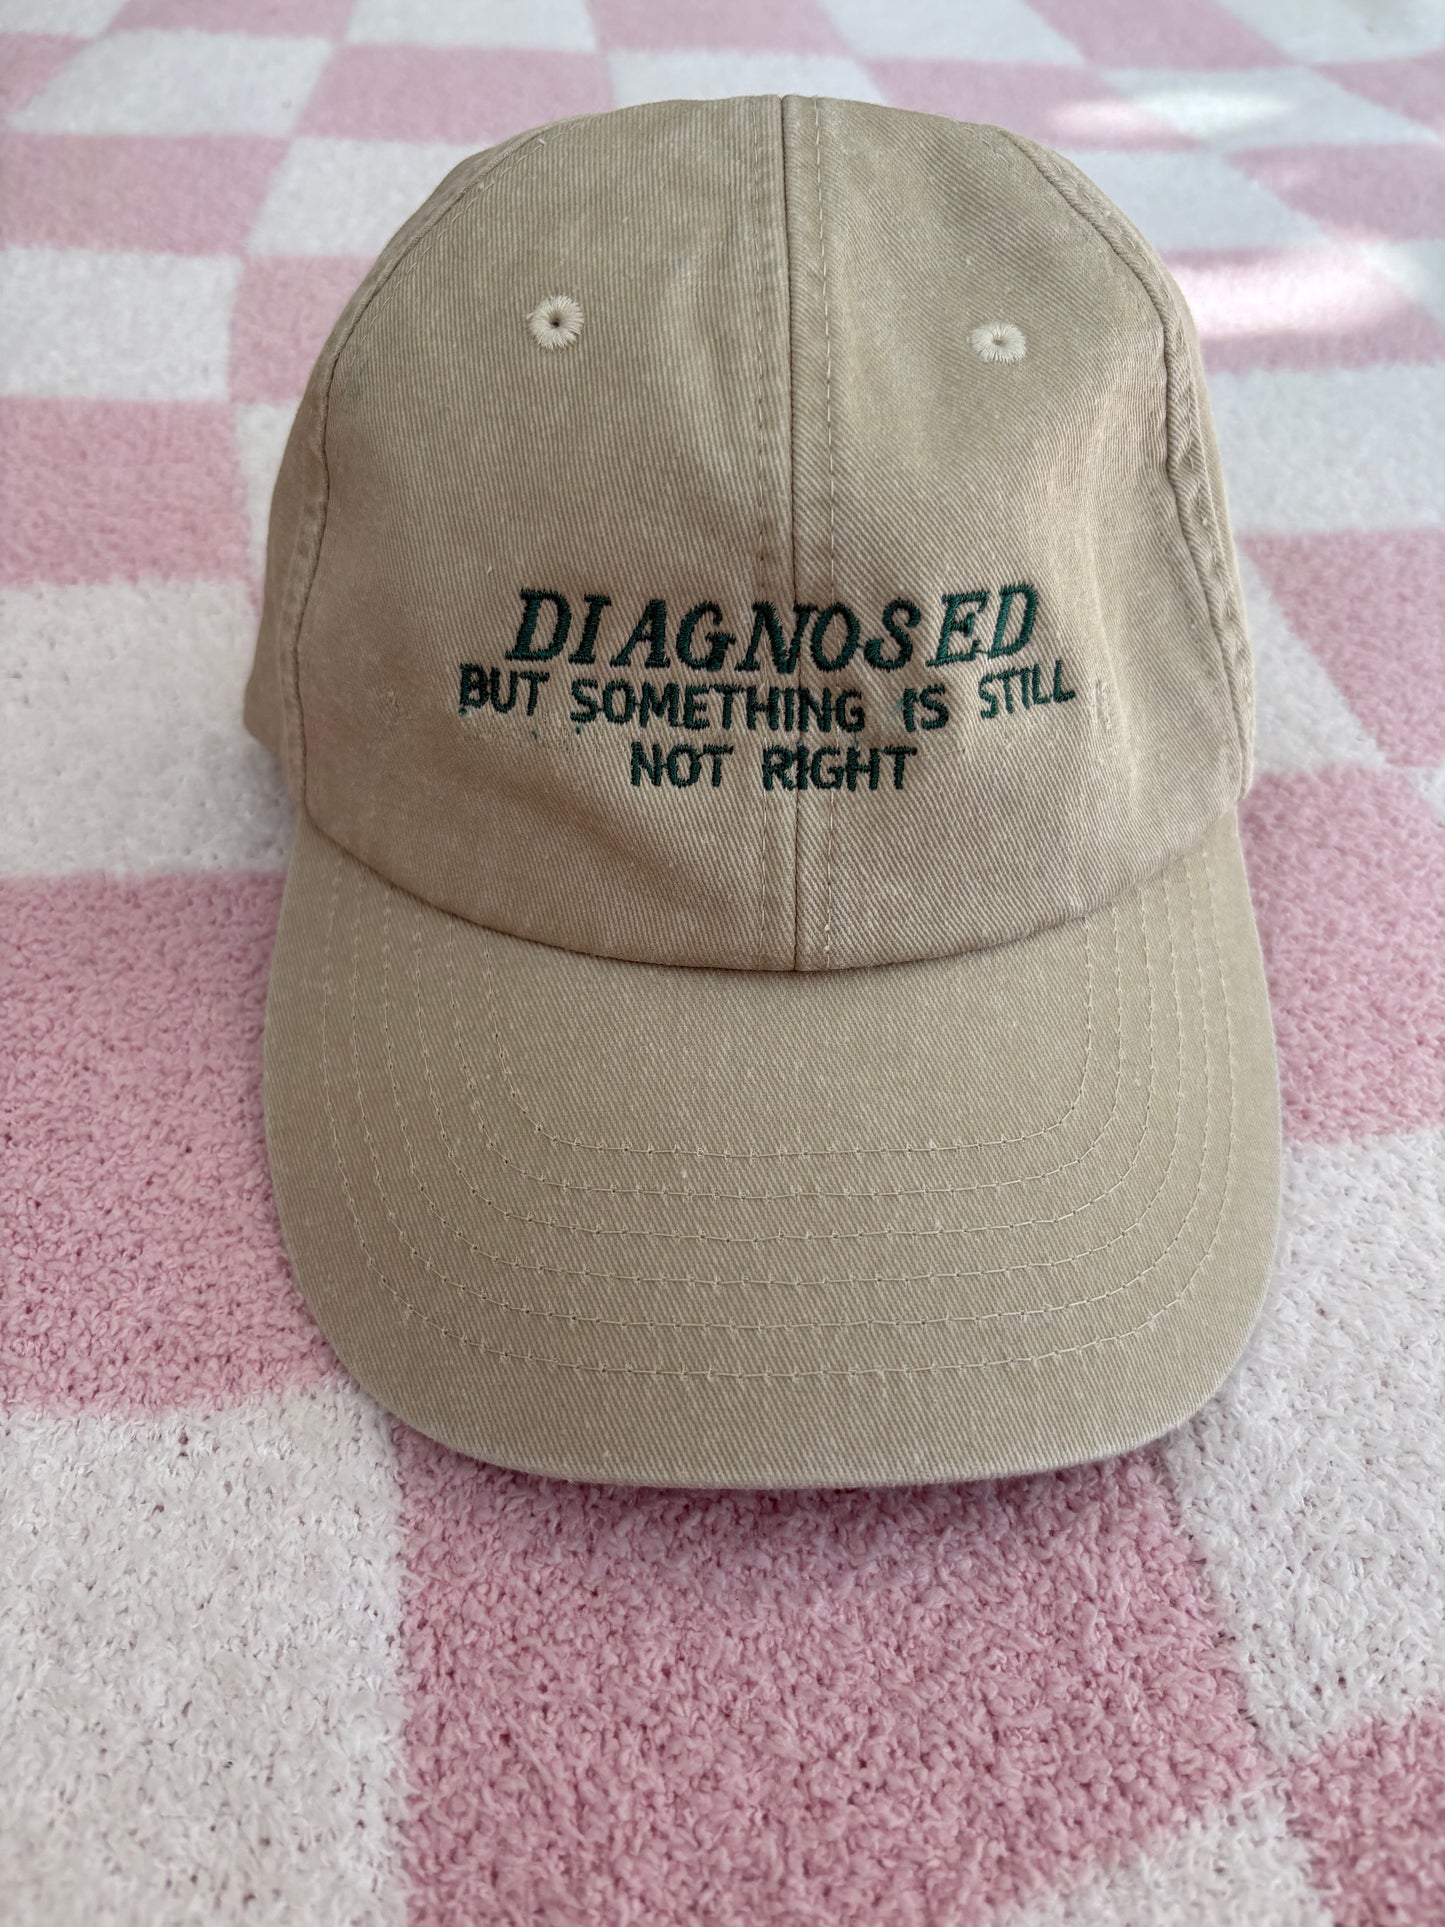 DIAGNOSED
BUT SOMETHING IS STILL
NOT RIGHT